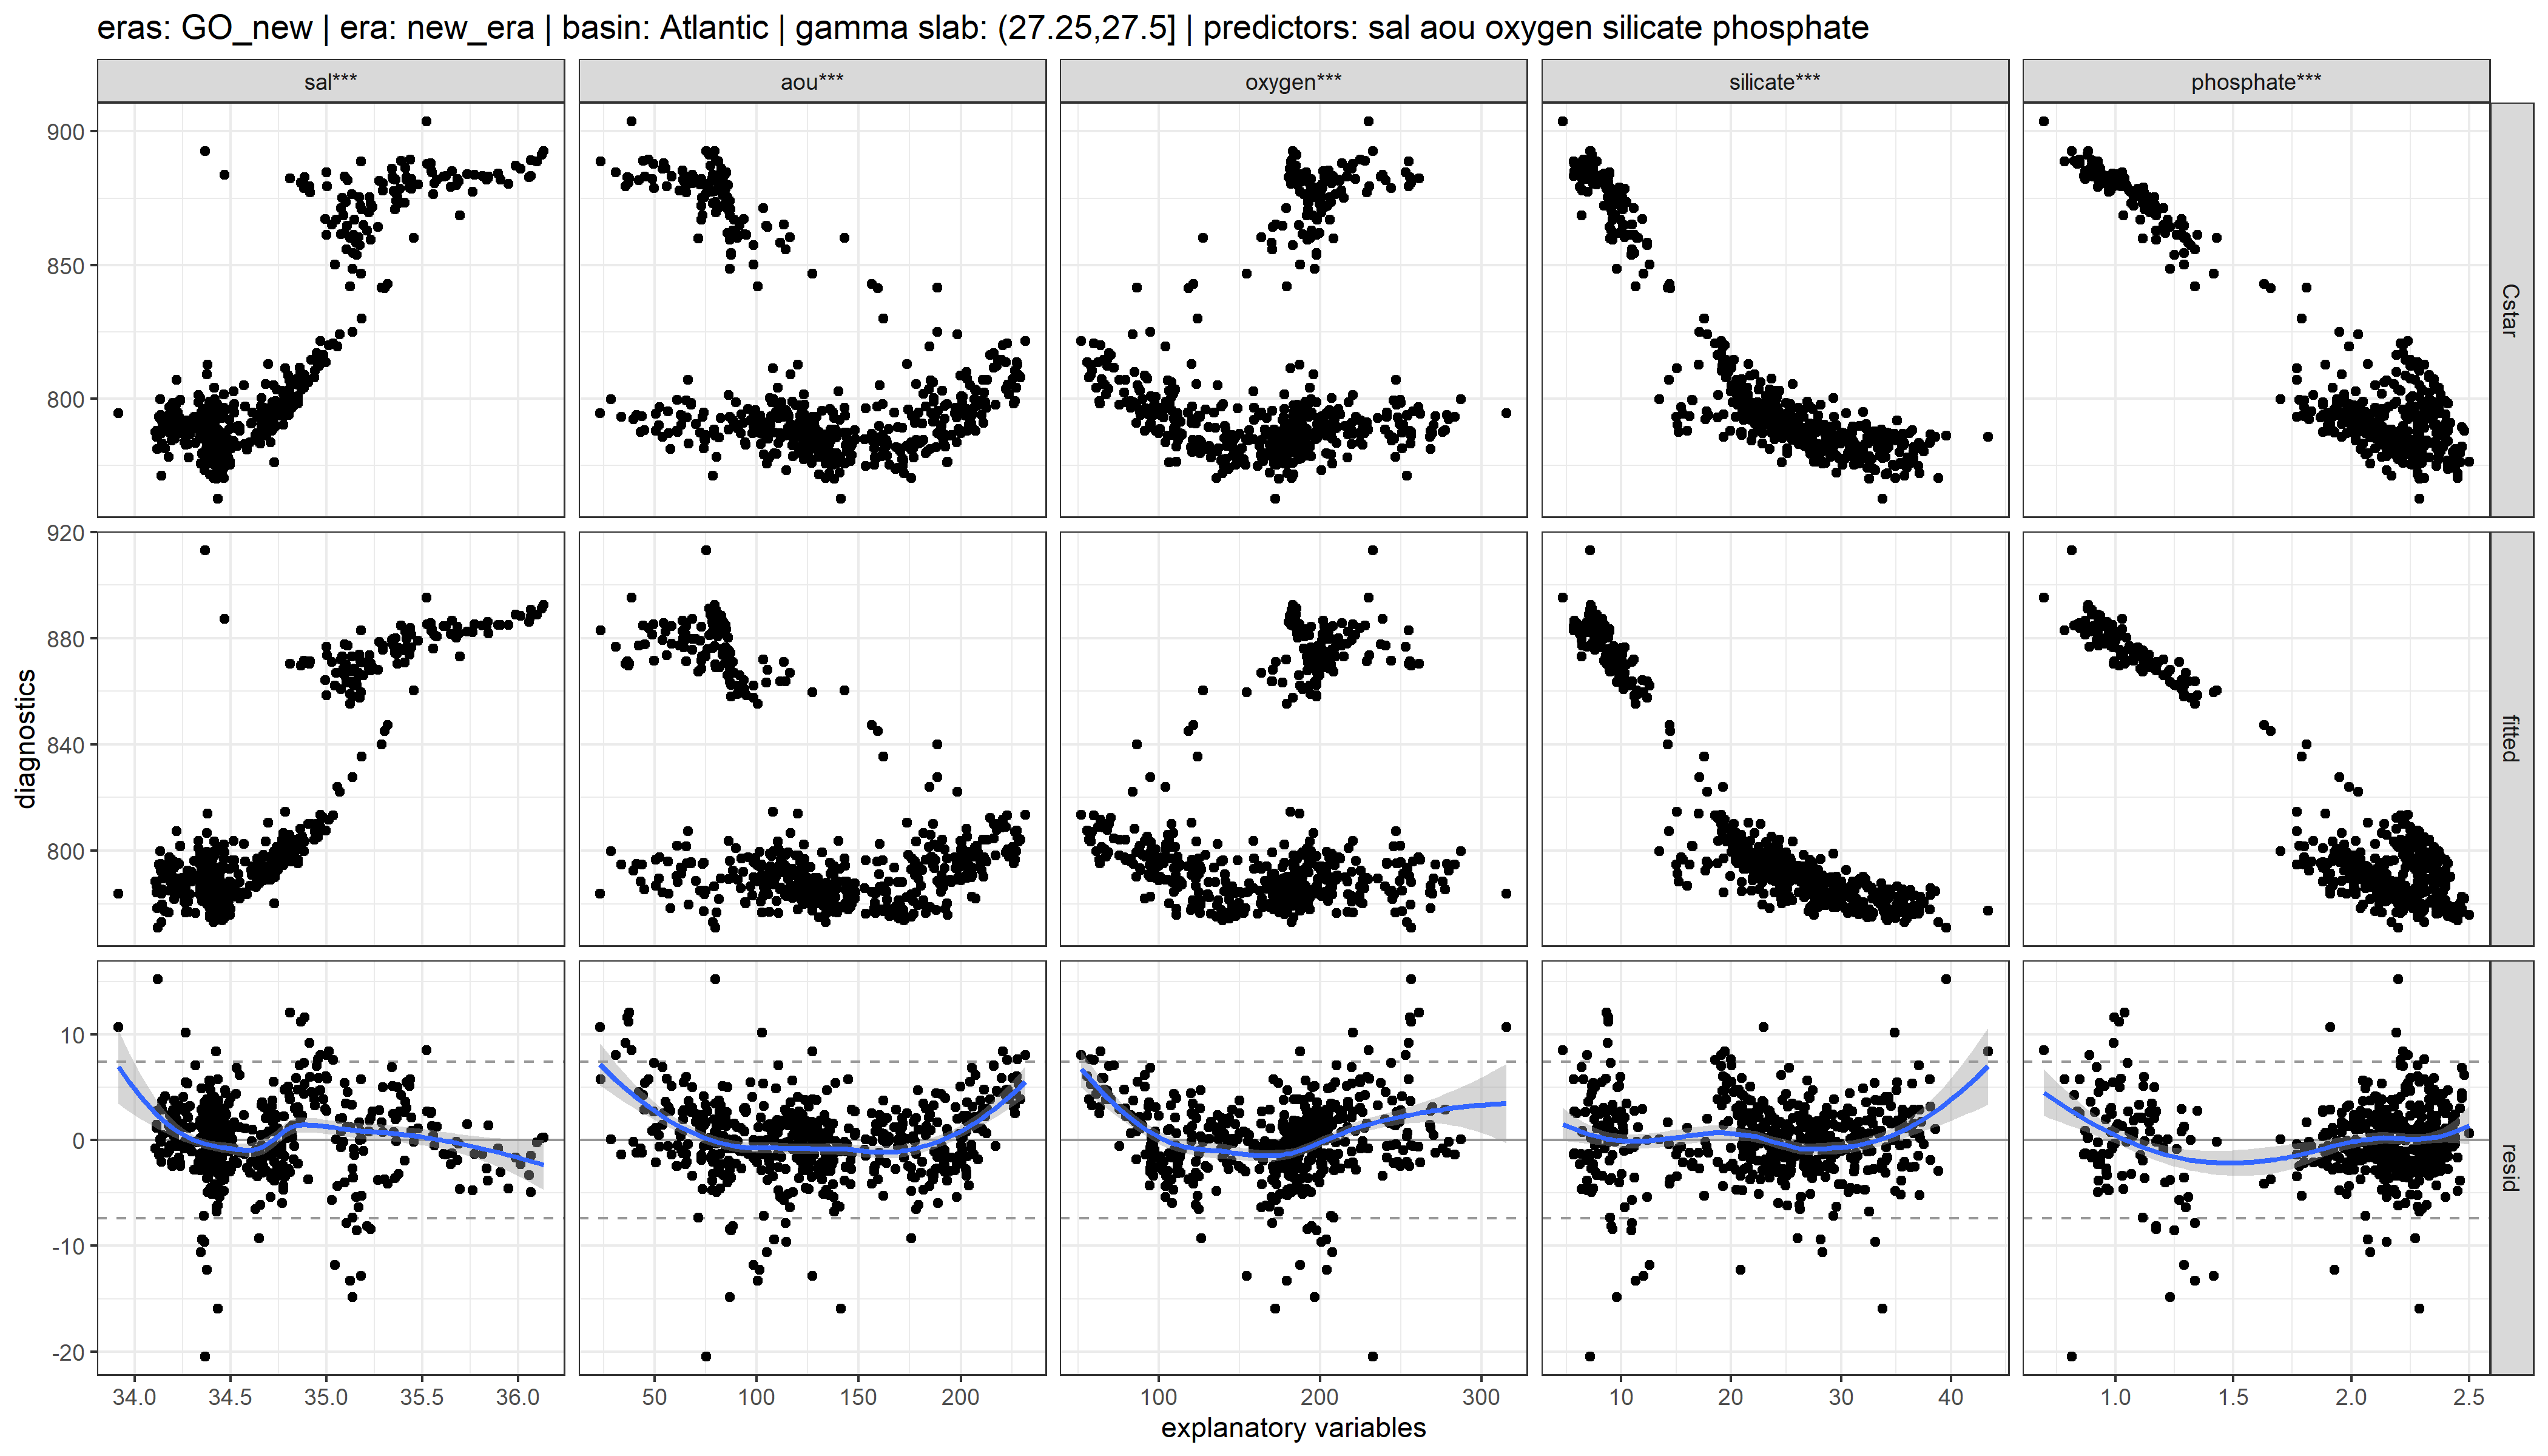 eras: GO_new | era: new_era | basin: Atlantic | gamma slab: (27.25,27.5] | predictors: sal aou oxygen silicate phosphate
sal*** aou*** oxygen*** silicate*** phosphate***
900
850
800
Cstar
920
880
840
800
fitted
diagnostics
10
0
-10
-20
resid
34.0 34.5 35.0 35.5 36.0 50 100 150 200 100 200 300 10 20 30 40 1.0 1.5 2.0 2.5
explanatory variables